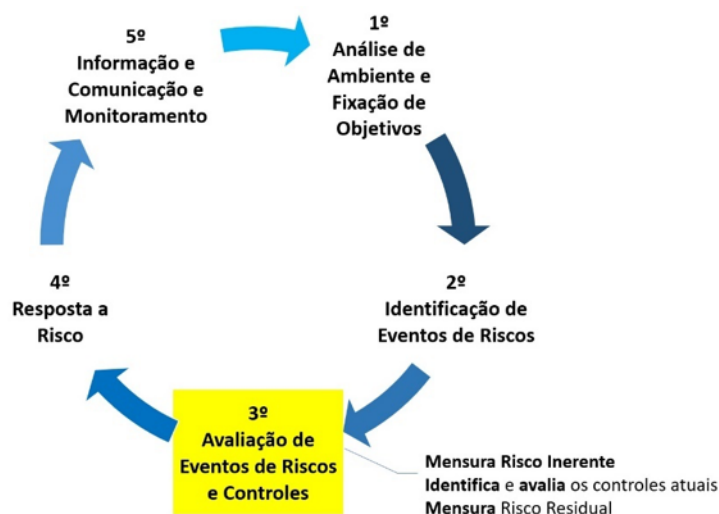 1º
Análise de
Ambiente e
Fixação de
Objetivos
2º
Identificação de
Eventos de Riscos
3º
Avaliação de
Eventos de Riscos
e Controles
Mensura Risco Inerente
Identifica e avalia os controles atuais
Mensura Risco Residual
4º
Resposta a
Risco
5º
Informação e
Comunicação e
Monitoramento